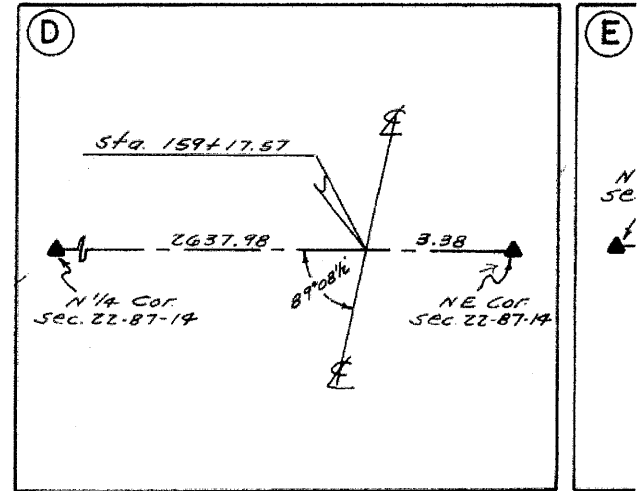 D
E
℄
Sta. 159+17.57
N
sec
2637.98
3.38
89°08½'
N 1/4 Cor.
Sec. 22-87-14
NE Cor.
Sec. 22-87-14
℄